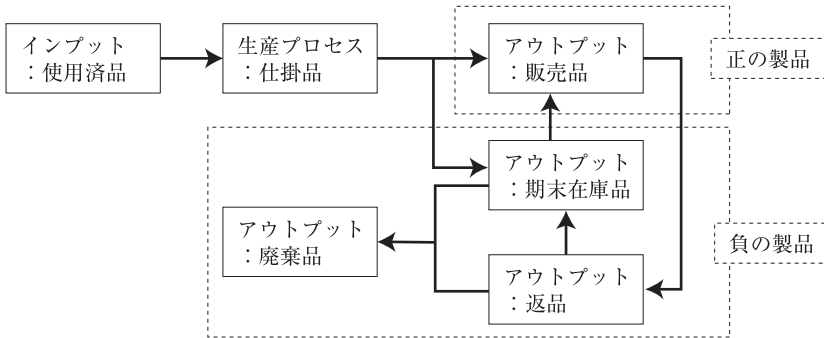 インプット
：使用済品
生産プロセス
：仕掛品
アウトプット
：販売品
正の製品
アウトプット
：期末在庫品
アウトプット
：廃棄品
負の製品
アウトプット
：返品